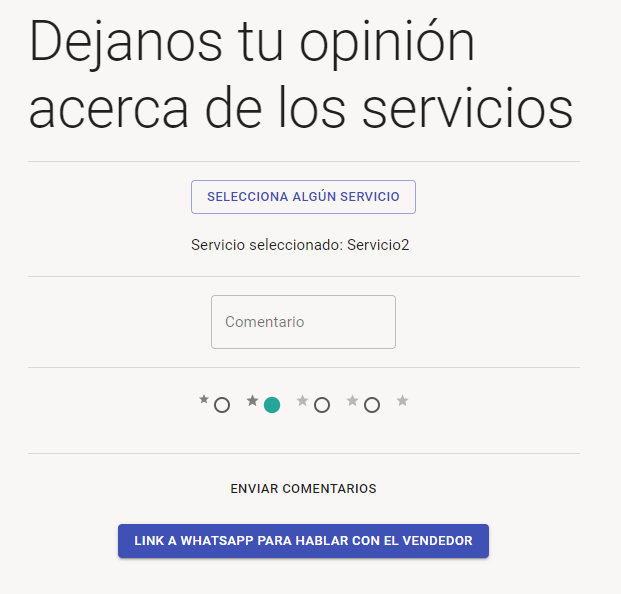 Dejanos tu opinión
acerca de los servicios
SELECCIONA ALGÚN SERVICIO
Servicio seleccionado: Servicio2
Comentario
ENVIAR COMENTARIOS
LINK A WHATSAPP PARA HABLAR CON EL VENDEDOR